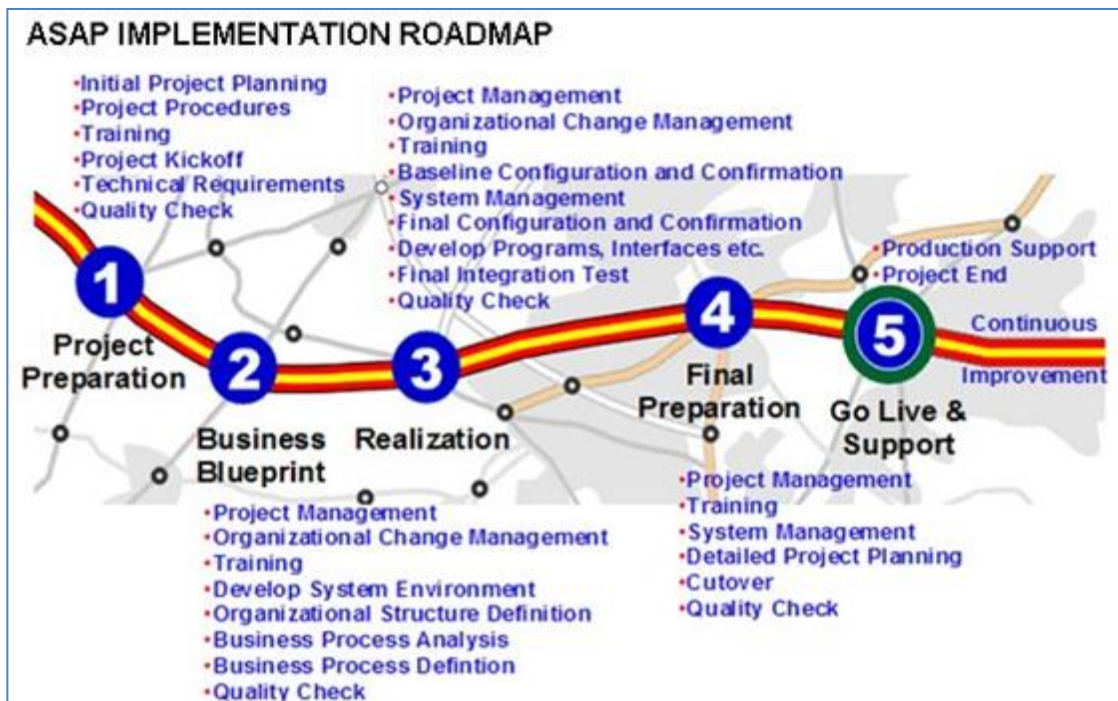 ASAP IMPLEMENTATION ROADMAP
•Initial Project Planning
•Project Procedures
•Training
•Project Kickoff
•Technical Requirements
•Quality Check
1
Project
Preparation
2
Business
Blueprint
•Project Management
•Organizational Change Management
•Training
•Develop System Environment
•Organizational Structure Definition
•Business Process Analysis
•Business Process Defintion
•Quality Check
•Project Management
•Organizational Change Management
•Training
•Baseline Configuration and Confirmation
•System Management
•Final Configuration and Confirmation
•Develop Programs, Interfaces etc.
•Final Integration Test
•Quality Check
3
Realization
4
Final
Preparation
•Project Management
•Training
•System Management
•Detailed Project Planning
•Cutover
•Quality Check
•Production Support
•Project End
5
Go Live &
Support
Continuous
Improvement